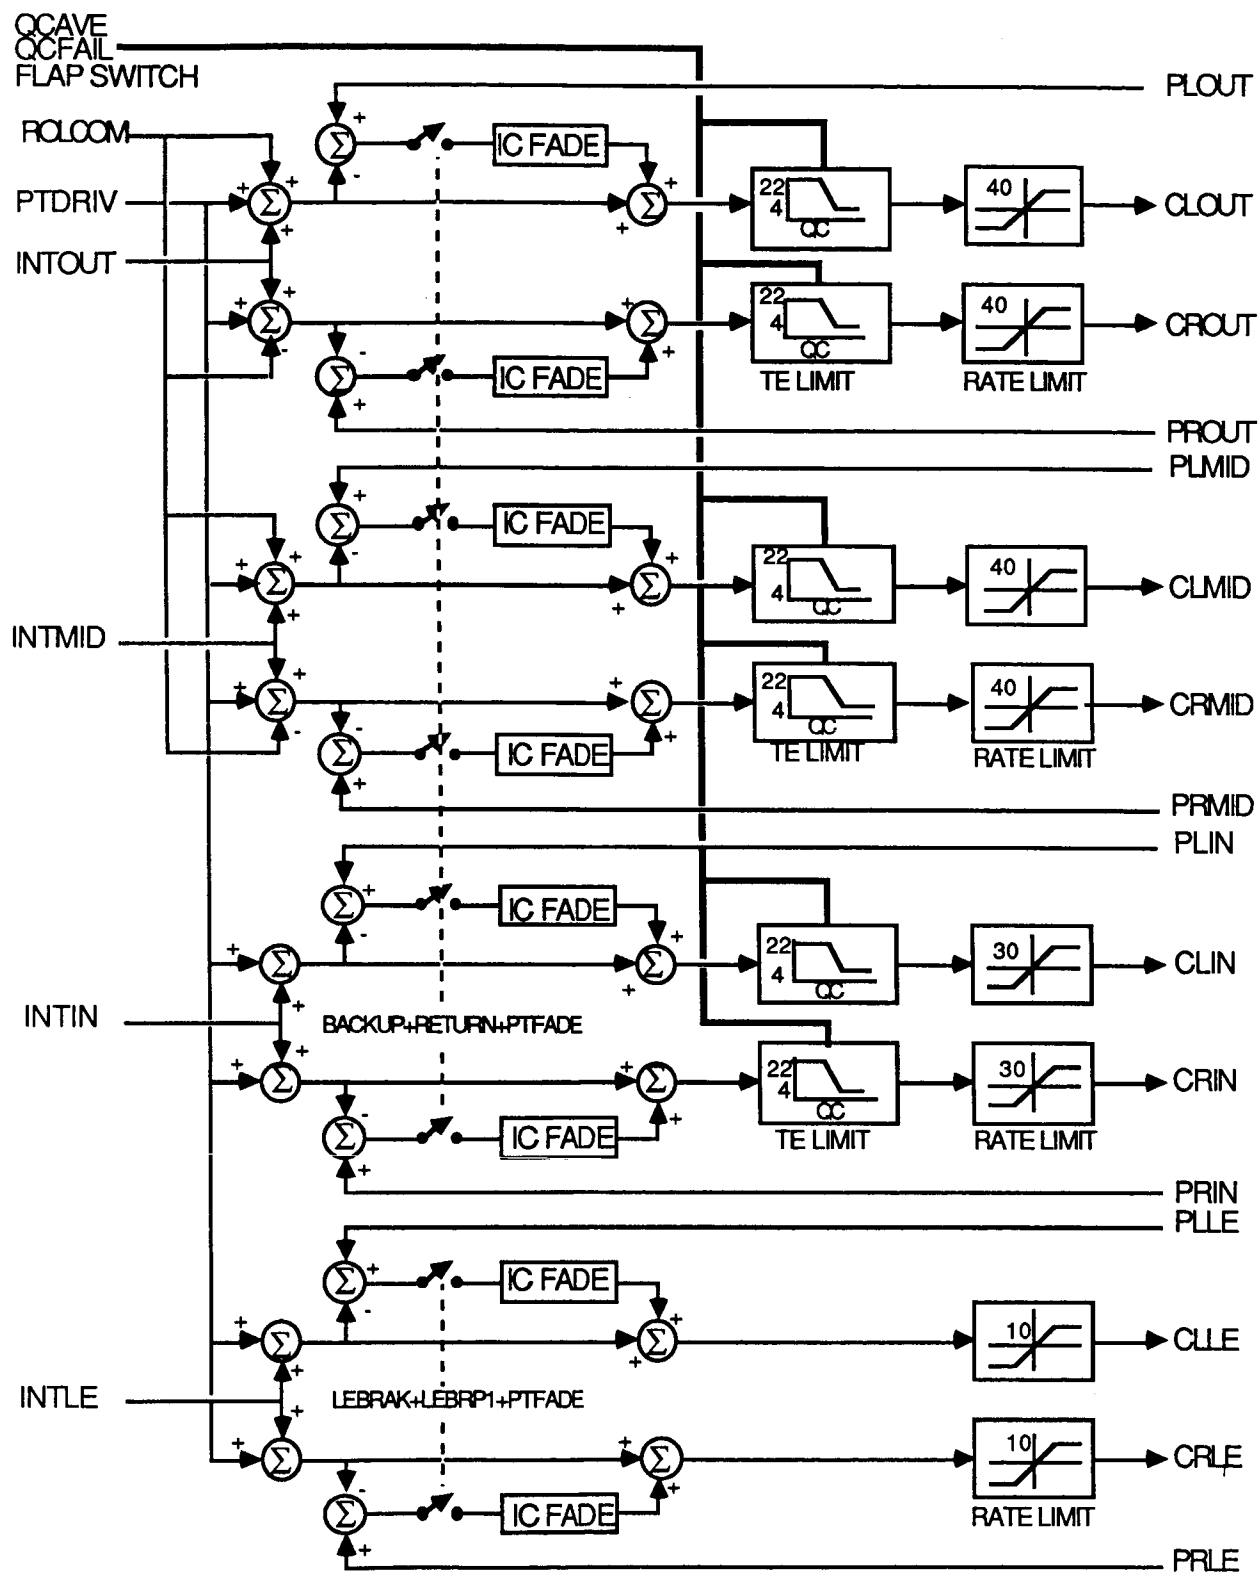 QCAVE
QCFAIL
FLAP SWITCH
PLOUT
ROLCOM
+
Σ
IC FADE
-
+
+
+
22
4
QC
40
PTDRIV
Σ
Σ
CLOUT
+
+
INTOUT
+
+
+
22
4
QC
40
Σ
Σ
CROUT
-
-
+
Σ
IC FADE
TE LIMIT
RATE LIMIT
+
PROUT
PLMID
+
Σ
IC FADE
-
+
+
+
22
4
QC
40
Σ
Σ
CLMID
+
+
INTMID
+
+
+
22
4
QC
40
Σ
Σ
CRMID
-
-
+
Σ
IC FADE
TE LIMIT
RATE LIMIT
+
PRMID
PLIN
+
Σ
IC FADE
-
+
+
22
4
QC
30
Σ
Σ
CLIN
+
+
INTIN
BACKUP+RETURN+PTFADE
+
+
+
22
4
QC
30
Σ
Σ
CRIN
-
+
Σ
IC FADE
TE LIMIT
RATE LIMIT
+
PRIN
PLLE
+
Σ
IC FADE
-
+
+
10
Σ
Σ
CLLE
+
+
INTLE
LEBRAK+LEBRP1+PTFADE
+
+
+
10
Σ
Σ
CRLE
-
+
Σ
IC FADE
RATE LIMIT
+
PRLE